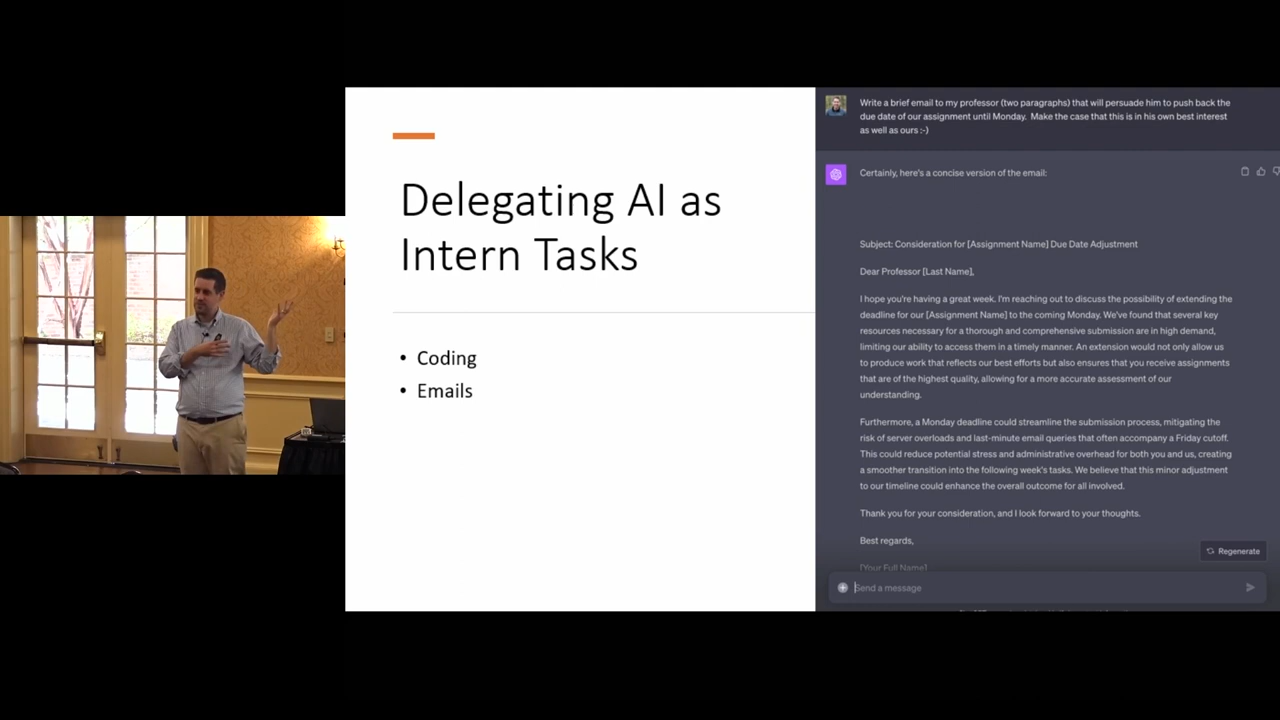 Delegating AI as
Intern Tasks
• Coding
• Emails
Write a brief email to my professor (two paragraphs) that will persuade him to push back the
due date of our assignment until Monday.  Make the case that this is in his own best interest
as well as ours :-)
Certainly, here's a concise version of the email:
Subject: Consideration for [Assignment Name] Due Date Adjustment
Dear Professor [Last Name],
I hope you're having a great week. I'm reaching out to discuss the possibility of extending the
deadline for our [Assignment Name] to the coming Monday. We've found that several key
resources necessary for a thorough and comprehensive submission are in high demand,
limiting our ability to access them in a timely manner. An extension would not only allow us
to produce work that reflects our best efforts but also ensures that you receive assignments
that are of the highest quality, allowing for a more accurate assessment of our
understanding.
Furthermore, a Monday deadline could streamline the submission process, mitigating the
risk of server overloads and last-minute email queries that often accompany a Friday cutoff.
This could reduce potential stress and administrative overhead for both you and us, creating
a smoother transition into the following week's tasks. We believe that this minor adjustment
to our timeline could enhance the overall outcome for all involved.
Thank you for your consideration, and I look forward to your thoughts.
Best regards,
Regenerate
[Your Full Name]
Send a message